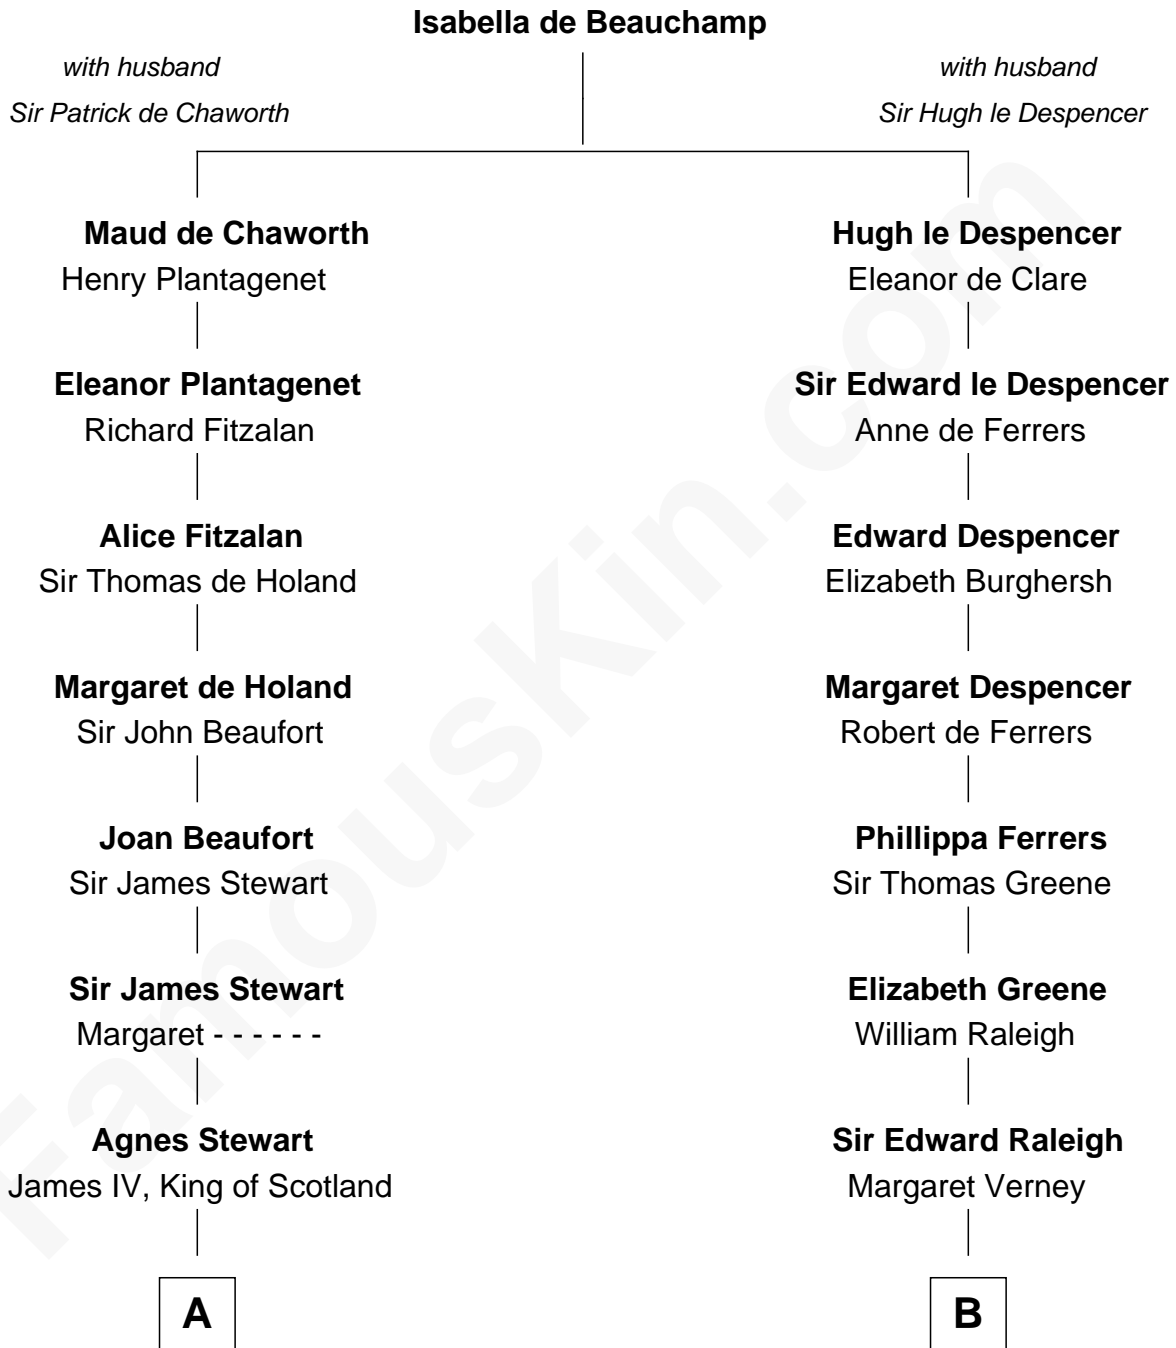 Isabella de Beauchamp
with husband
Sir Patrick de Chaworth
with husband
Sir Hugh le Despencer
Maud de Chaworth
Henry Plantagenet
Eleanor Plantagenet
Richard Fitzalan
Alice Fitzalan
Sir Thomas de Holand
Margaret de Holand
Sir John Beaufort
Joan Beaufort
Sir James Stewart
Sir James Stewart
Margaret - - - - - -
Agnes Stewart
James IV, King of Scotland
A
Hugh le Despencer
Eleanor de Clare
Sir Edward le Despencer
Anne de Ferrers
Edward Despencer
Elizabeth Burghersh
Margaret Despencer
Robert de Ferrers
Phillippa Ferrers
Sir Thomas Greene
Elizabeth Greene
William Raleigh
Sir Edward Raleigh
Margaret Verney
B
FamousKin.com